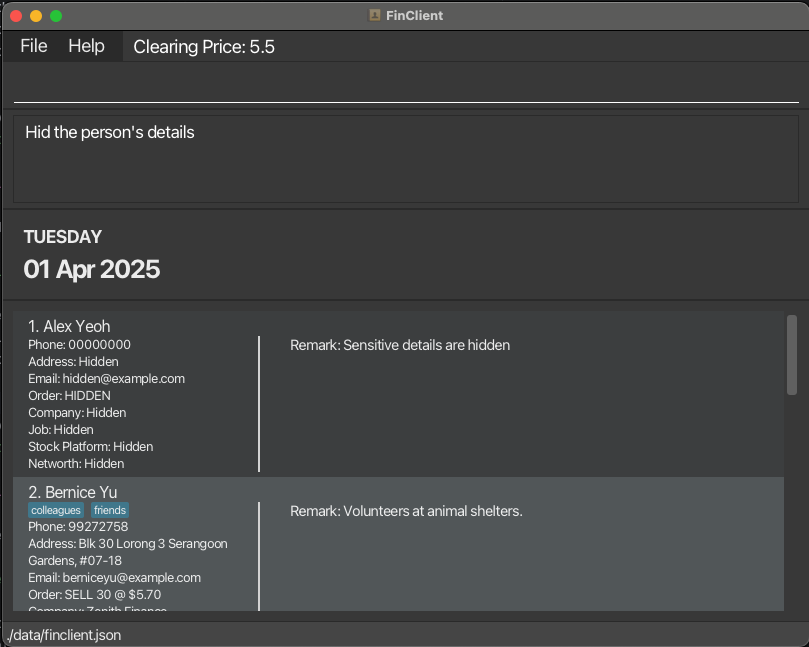 FinClient
File Help Clearing Price: 5.5
Hid the person's details
TUESDAY
01 Apr 2025
1. Alex Yeoh
Phone: 00000000
Address: Hidden
Email: hidden@example.com
Order: HIDDEN
Company: Hidden
Job: Hidden
Stock Platform: Hidden
Networth: Hidden
Remark: Sensitive details are hidden
2. Bernice Yu
colleagues friends
Phone: 99272758
Address: Blk 30 Lorong 3 Serangoon
Gardens, #07-18
Email: berniceyu@example.com
Order: SELL 30 @ $5.70
Company: Zenith Finance
Remark: Volunteers at animal shelters.
./data/finclient.json